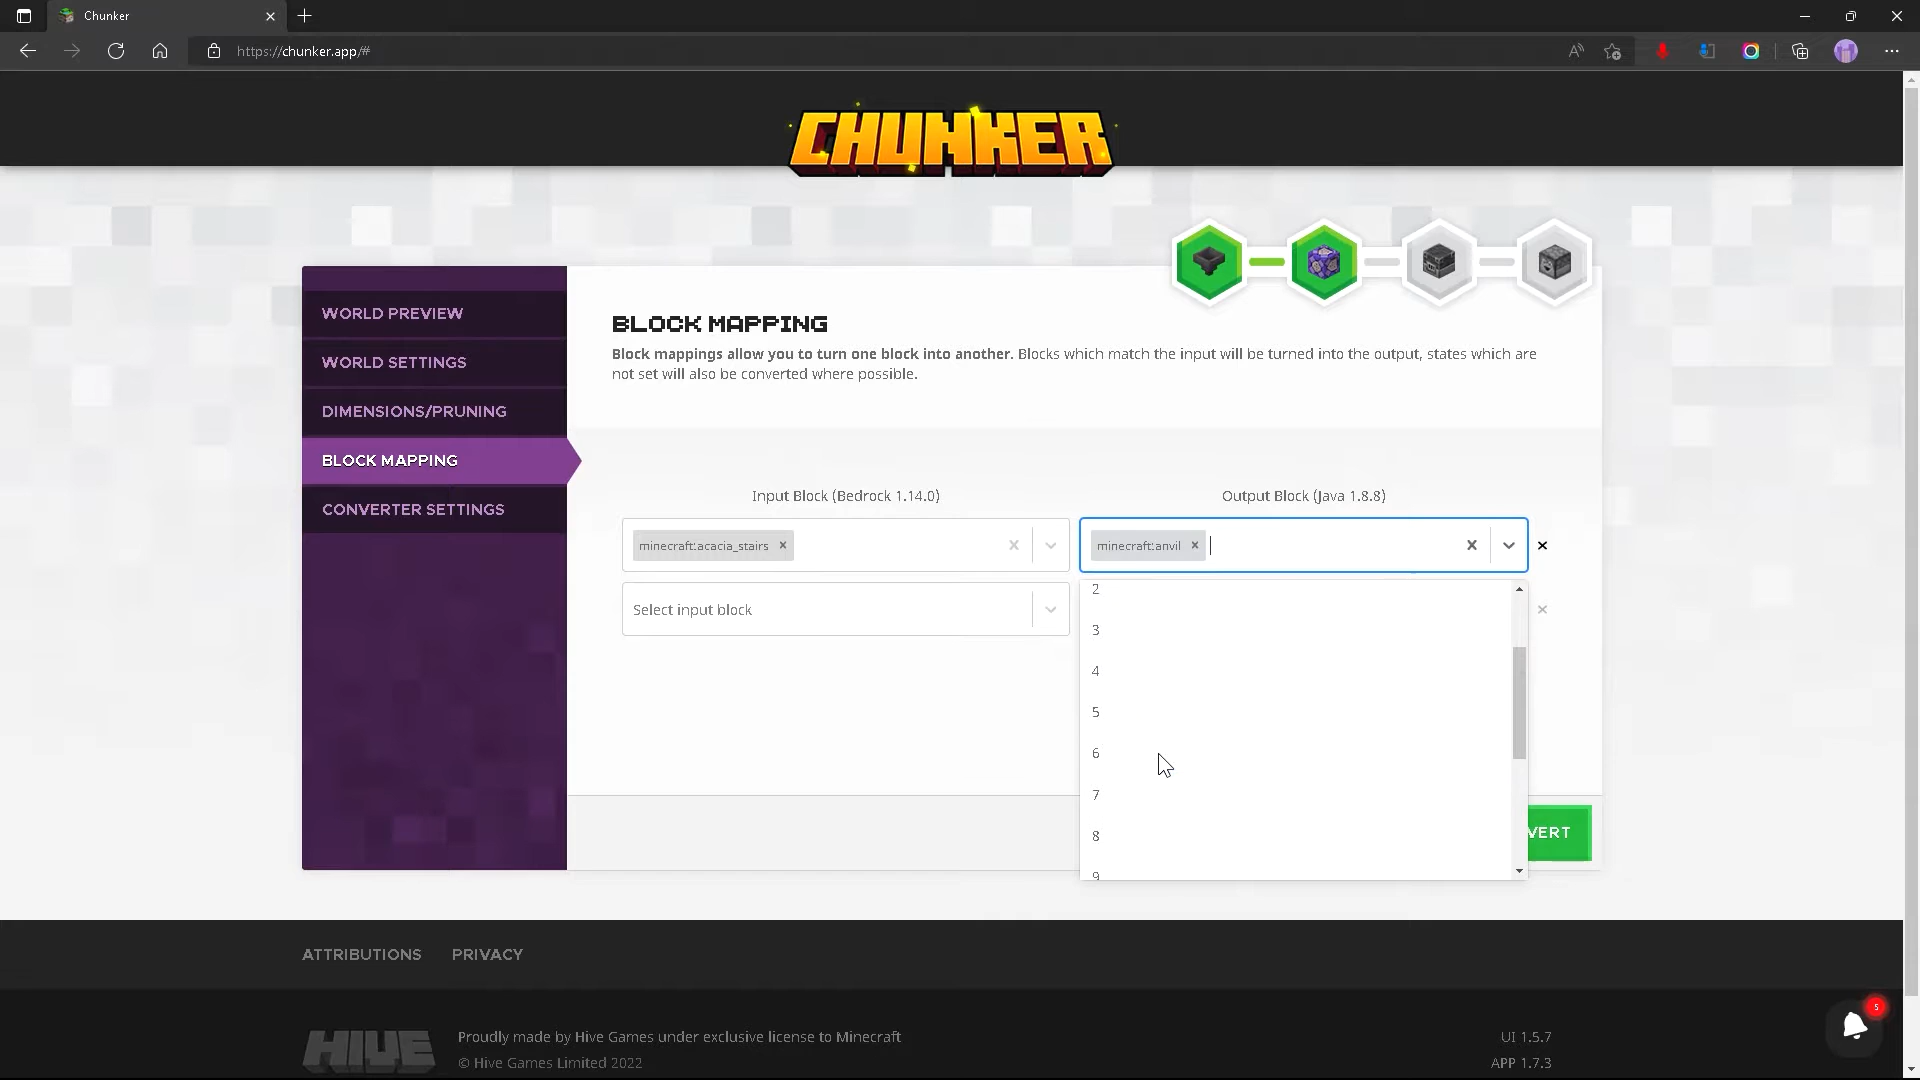 Chunker
https://chunker.app/#
CHUNKER
WORLD PREVIEW
WORLD SETTINGS
DIMENSIONS/PRUNING
BLOCK MAPPING
CONVERTER SETTINGS
BLOCK MAPPING
Block mappings allow you to turn one block into another. Blocks which match the input will be turned into the output, states which are
not set will also be converted where possible.
Input Block (Bedrock 1.14.0)
Output Block (Java 1.8.8)
minecraft:acacia_stairs
minecraft:anvil
Select input block
2
3
4
5
6
7
8
9
VERT
ATTRIBUTIONS
PRIVACY
HIVE
Proudly made by Hive Games under exclusive license to Minecraft
© Hive Games Limited 2022
UI 1.5.7
APP 1.7.3
5